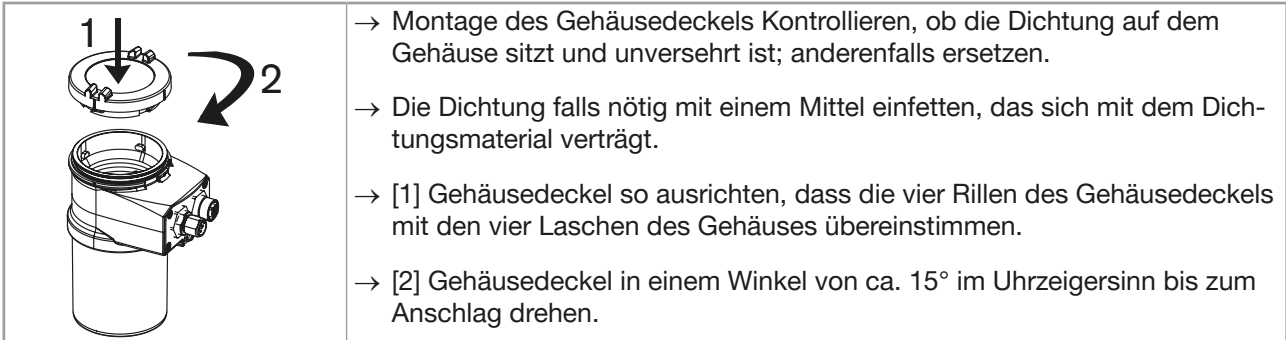 1
2
→ Montage des Gehäusedeckels Kontrollieren, ob die Dichtung auf dem
Gehäuse sitzt und unversehrt ist; anderenfalls ersetzen.
→ Die Dichtung falls nötig mit einem Mittel einfetten, das sich mit dem Dich-
tungsmaterial verträgt.
→ [1] Gehäusedeckel so ausrichten, dass die vier Rillen des Gehäusedeckels
mit den vier Laschen des Gehäuses übereinstimmen.
→ [2] Gehäusedeckel in einem Winkel von ca. 15° im Uhrzeigersinn bis zum
Anschlag drehen.